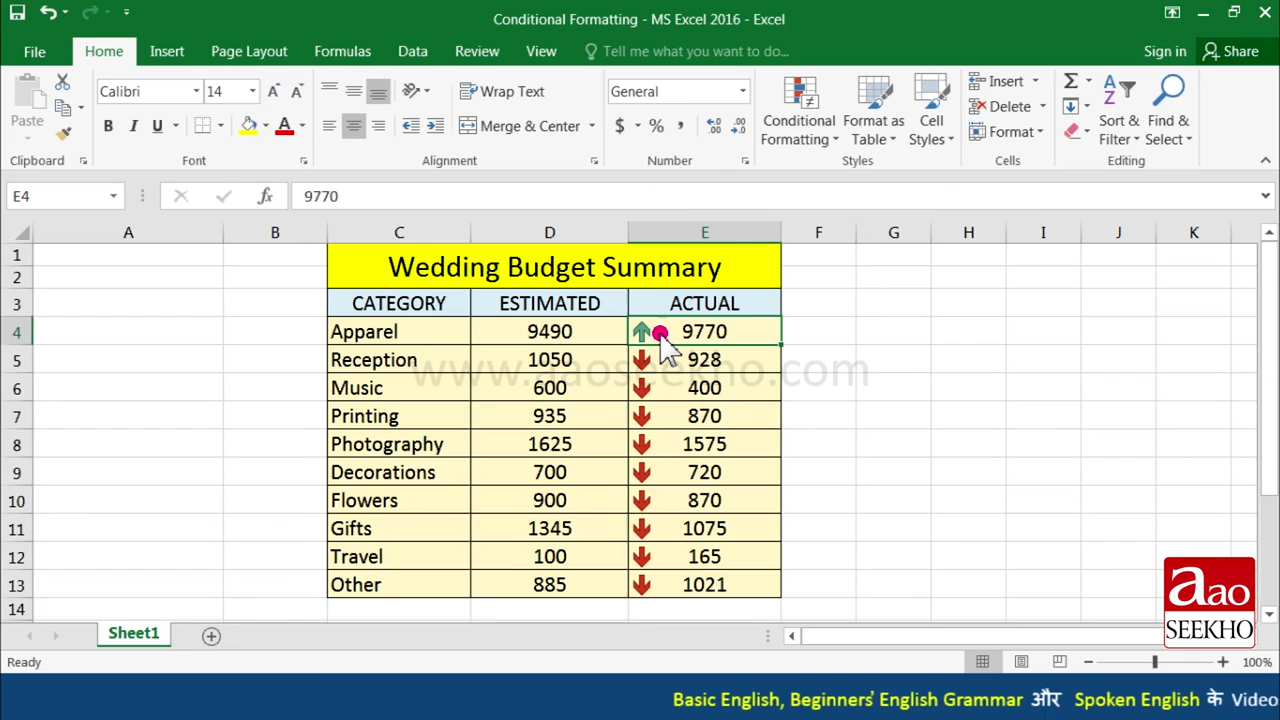 Conditional Formatting - MS Excel 2016 - Excel
File Home Insert Page Layout Formulas Data Review View Tell me what you want to do... Sign in Share
Calibri 14 Wrap Text General Insert
Paste B I U Merge & Center $ % , Conditional Formatting Format as Table Cell Styles Delete Sort & Filter Find & Select
Format
Clipboard Font Alignment Number Styles Cells Editing
E4 fx 9770
A B C D E F G H I J K
1 Wedding Budget Summary
2
3 CATEGORY ESTIMATED ACTUAL
4 Apparel 9490 9770
5 Reception 1050 928
www.aaoseekho.com
6 Music 600 400
7 Printing 935 870
8 Photography 1625 1575
9 Decorations 700 720
10 Flowers 900 870
11 Gifts 1345 1075
12 Travel 100 165
13 Other 885 1021
14
aao
SEEKHO
Sheet1
Ready 100%
Basic English, Beginners' English Grammar और Spoken English के Video